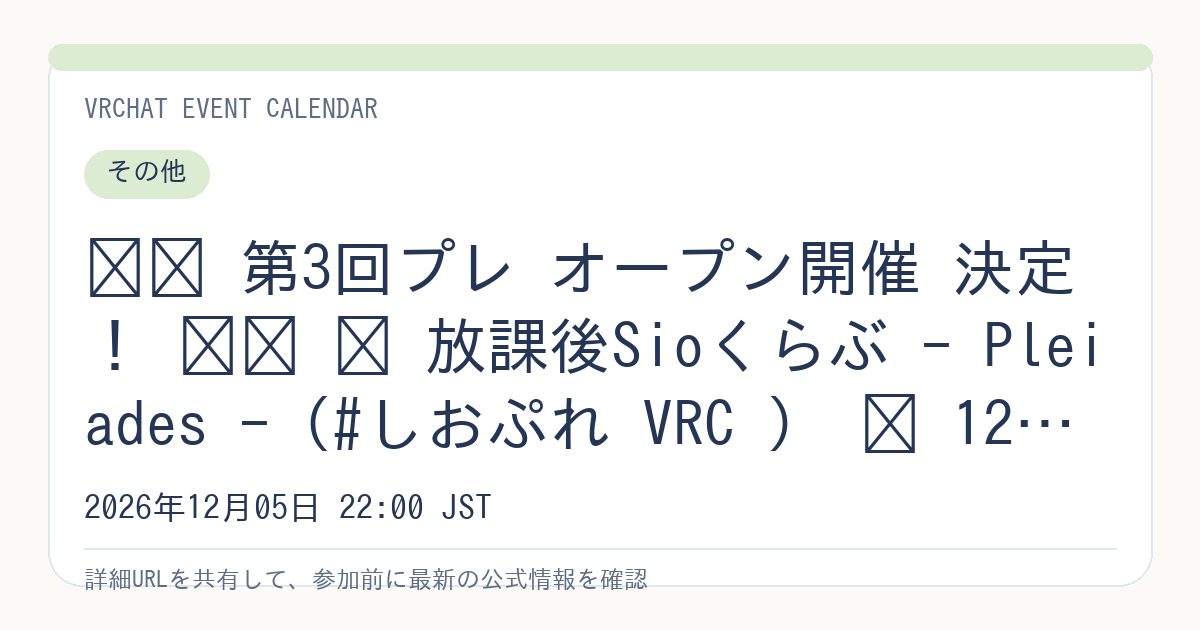 VRCHAT EVENT CALENDAR
その他
第3回プレ オープン開催 決定
！ 放課後Sioくらぶ − Plei
ades − (#しおぷれ VRC ) 12…
2026年12月05日 22:00 JST
詳細URLを共有して、参加前に最新の公式情報を確認